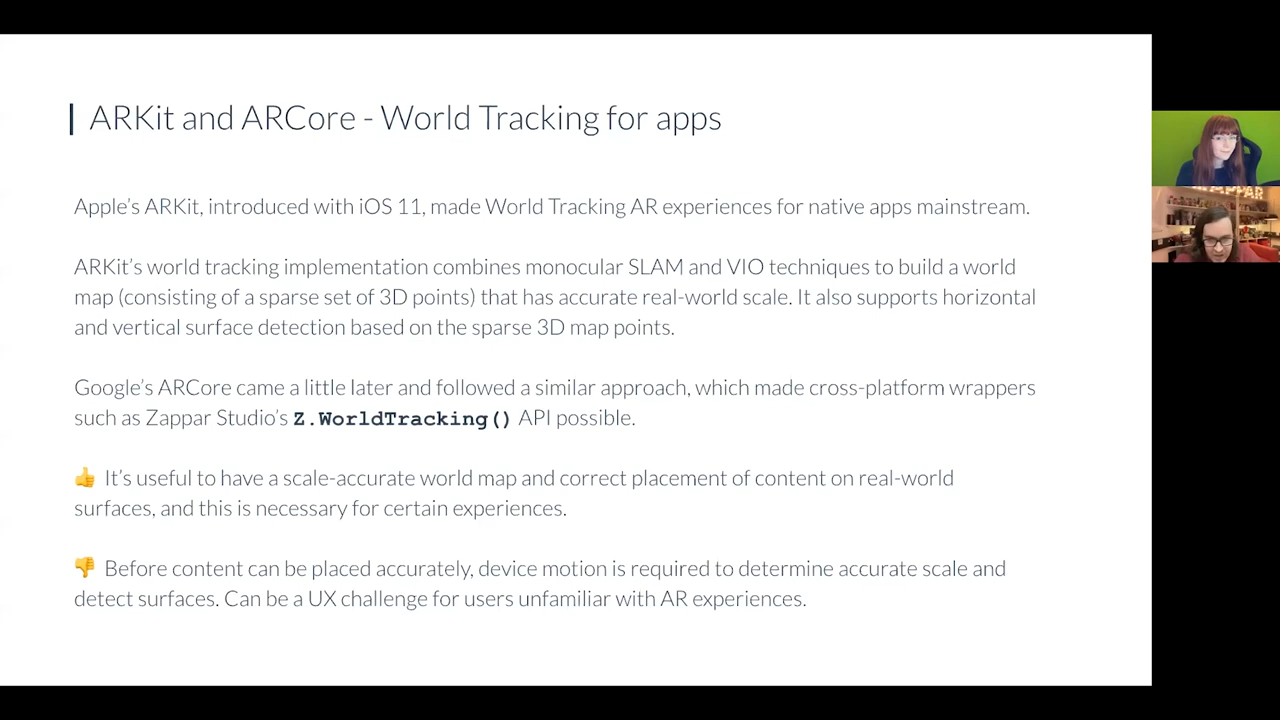 ARKit and ARCore - World Tracking for apps
Apple's ARKit, introduced with iOS 11, made World Tracking AR experiences for native apps mainstream.
ARKit's world tracking implementation combines monocular SLAM and VIO techniques to build a world
map (consisting of a sparse set of 3D points) that has accurate real-world scale. It also supports horizontal
and vertical surface detection based on the sparse 3D map points.
Google's ARCore came a little later and followed a similar approach, which made cross-platform wrappers
such as Zappar Studio's Z.WorldTracking() API possible.
👍 It's useful to have a scale-accurate world map and correct placement of content on real-world
surfaces, and this is necessary for certain experiences.
👎 Before content can be placed accurately, device motion is required to determine accurate scale and
detect surfaces. Can be a UX challenge for users unfamiliar with AR experiences.